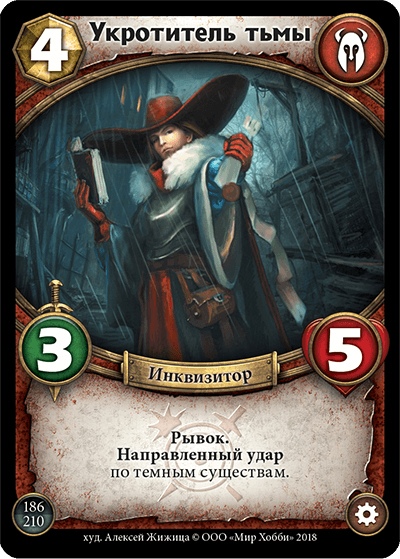 4
Укротитель тьмы
3
5
Инквизитор
Рывок.
Направленный удар
по тёмным существам.
186
210
худ. Алексей Жижица © ООО «Мир Хобби» 2018